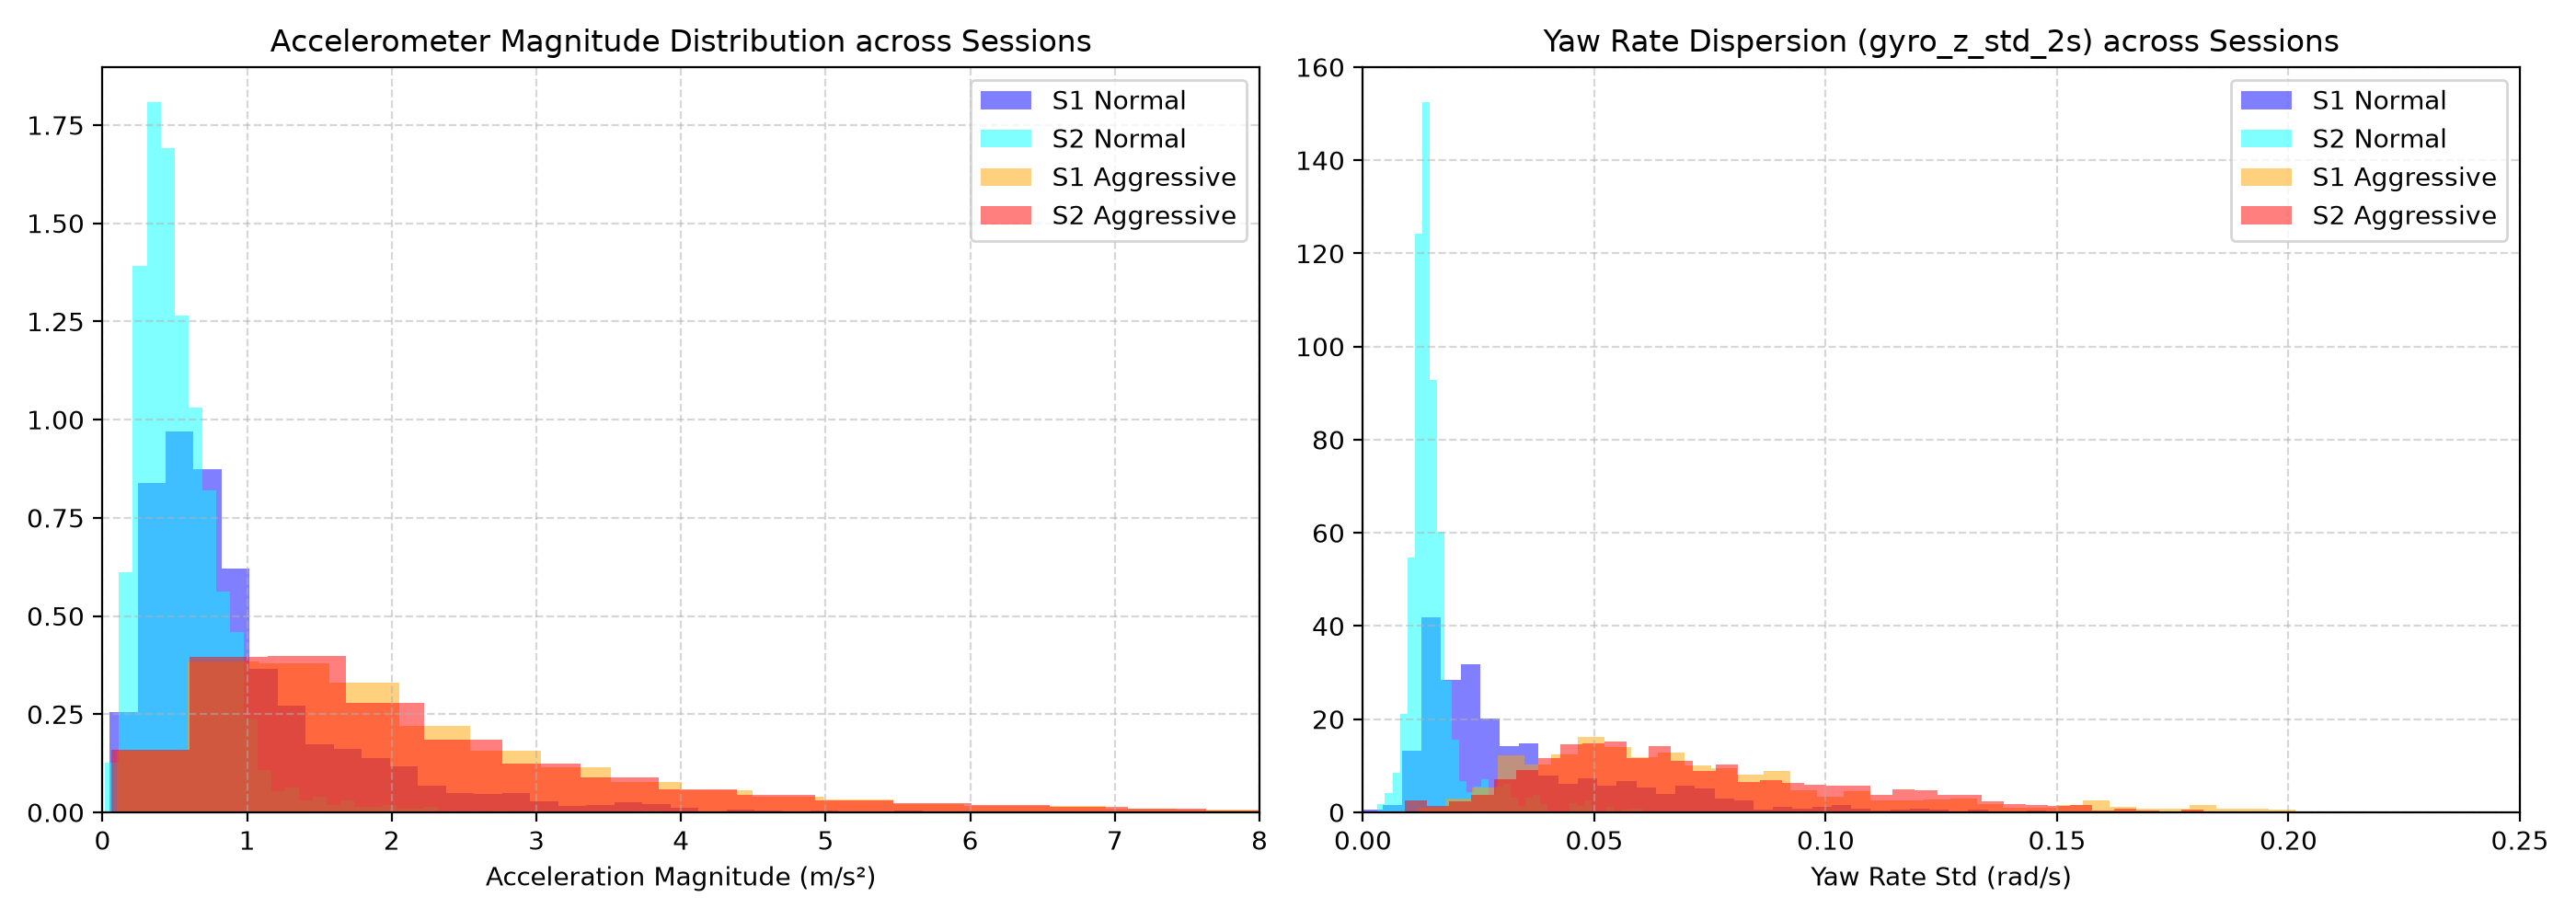 Accelerometer Magnitude Distribution across Sessions
1.75
1.50
1.25
1.00
0.75
0.50
0.25
0.00
0 1 2 3 4 5 6 7 8
Acceleration Magnitude (m/s²)
S1 Normal
S2 Normal
S1 Aggressive
S2 Aggressive
Yaw Rate Dispersion (gyro_z_std_2s) across Sessions
160
140
120
100
80
60
40
20
0
0.00 0.05 0.10 0.15 0.20 0.25
Yaw Rate Std (rad/s)
S1 Normal
S2 Normal
S1 Aggressive
S2 Aggressive